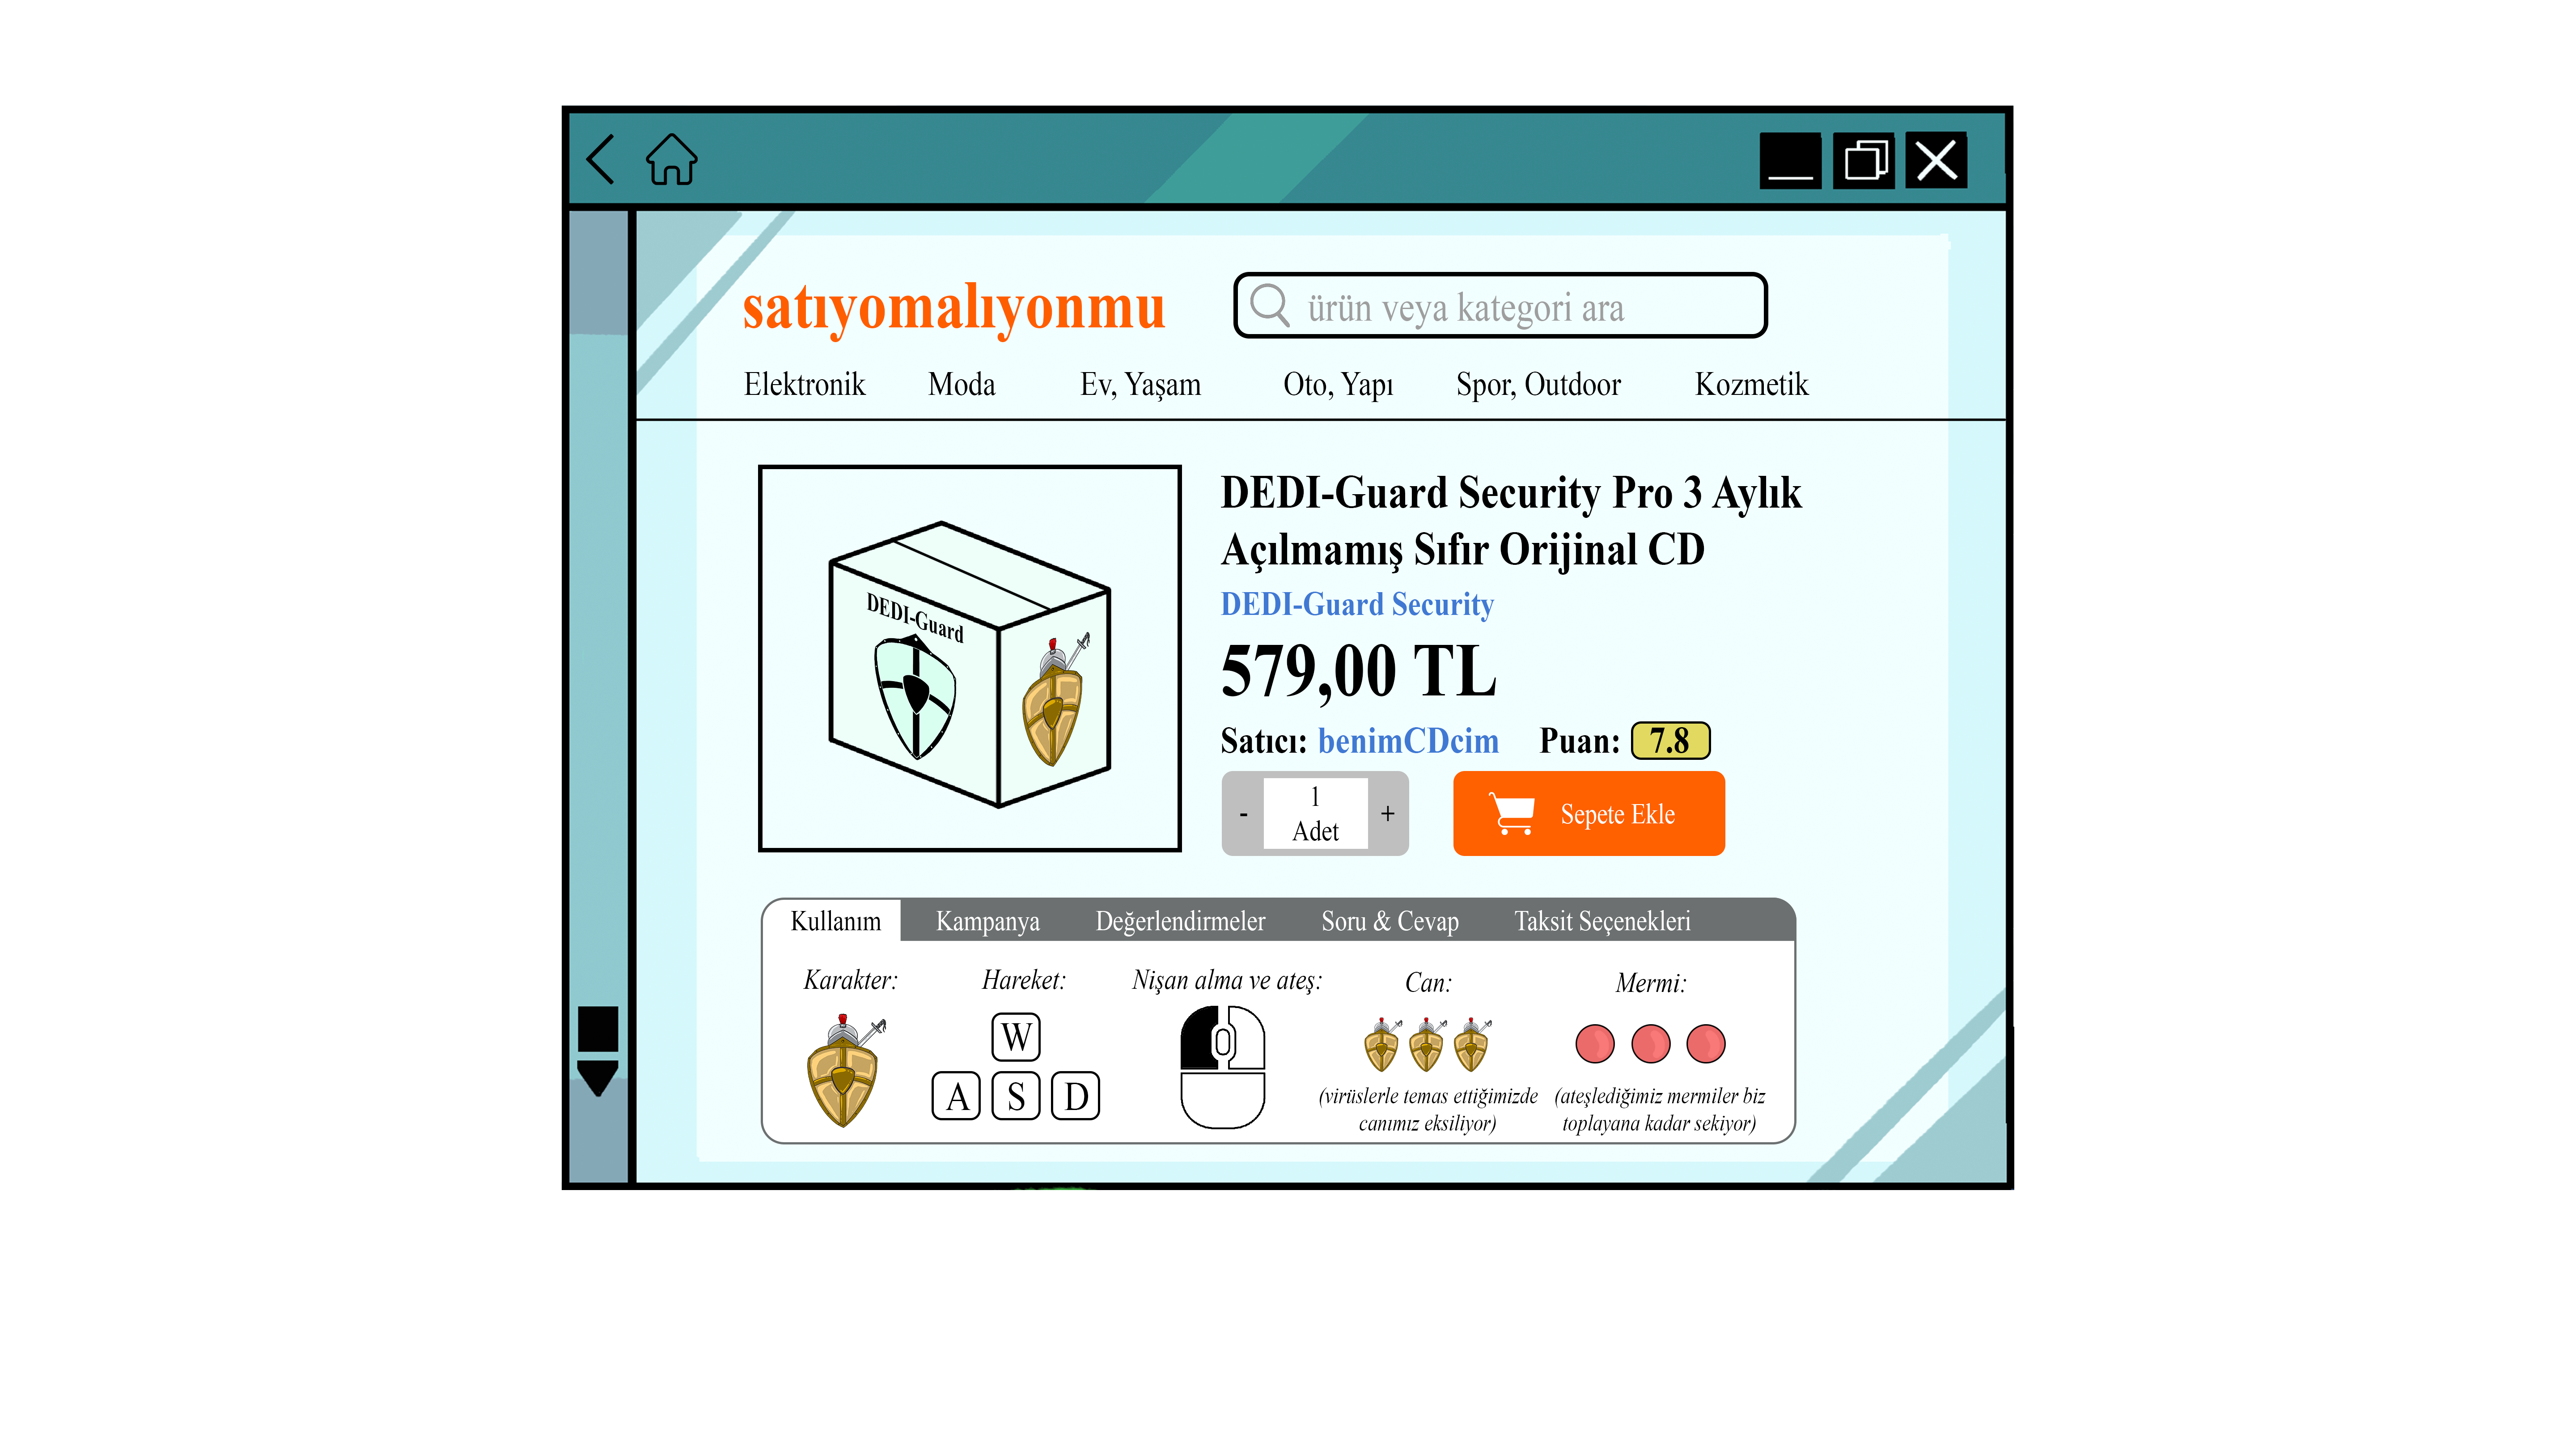 satıyomalıyonmu
ürün veya kategori ara
Elektronik Moda Ev, Yaşam Oto, Yapı Spor, Outdoor Kozmetik
DEDI-Guard
DEDI-Guard Security Pro 3 Aylık
Açılmamış Sıfır Orijinal CD
DEDI-Guard Security
579,00 TL
Satıcı: benimCDcim Puan: 7.8
- 1 Adet + Sepete Ekle
Kullanım Kampanya Değerlendirmeler Soru & Cevap Taksit Seçenekleri
Karakter: Hareket: Nişan alma ve ateş: Can: Mermi:
W
A S D
(virüslerle temas ettiğimizde
canımız eksiliyor)
(ateşlediğimiz mermiler biz
toplayana kadar sekiyor)